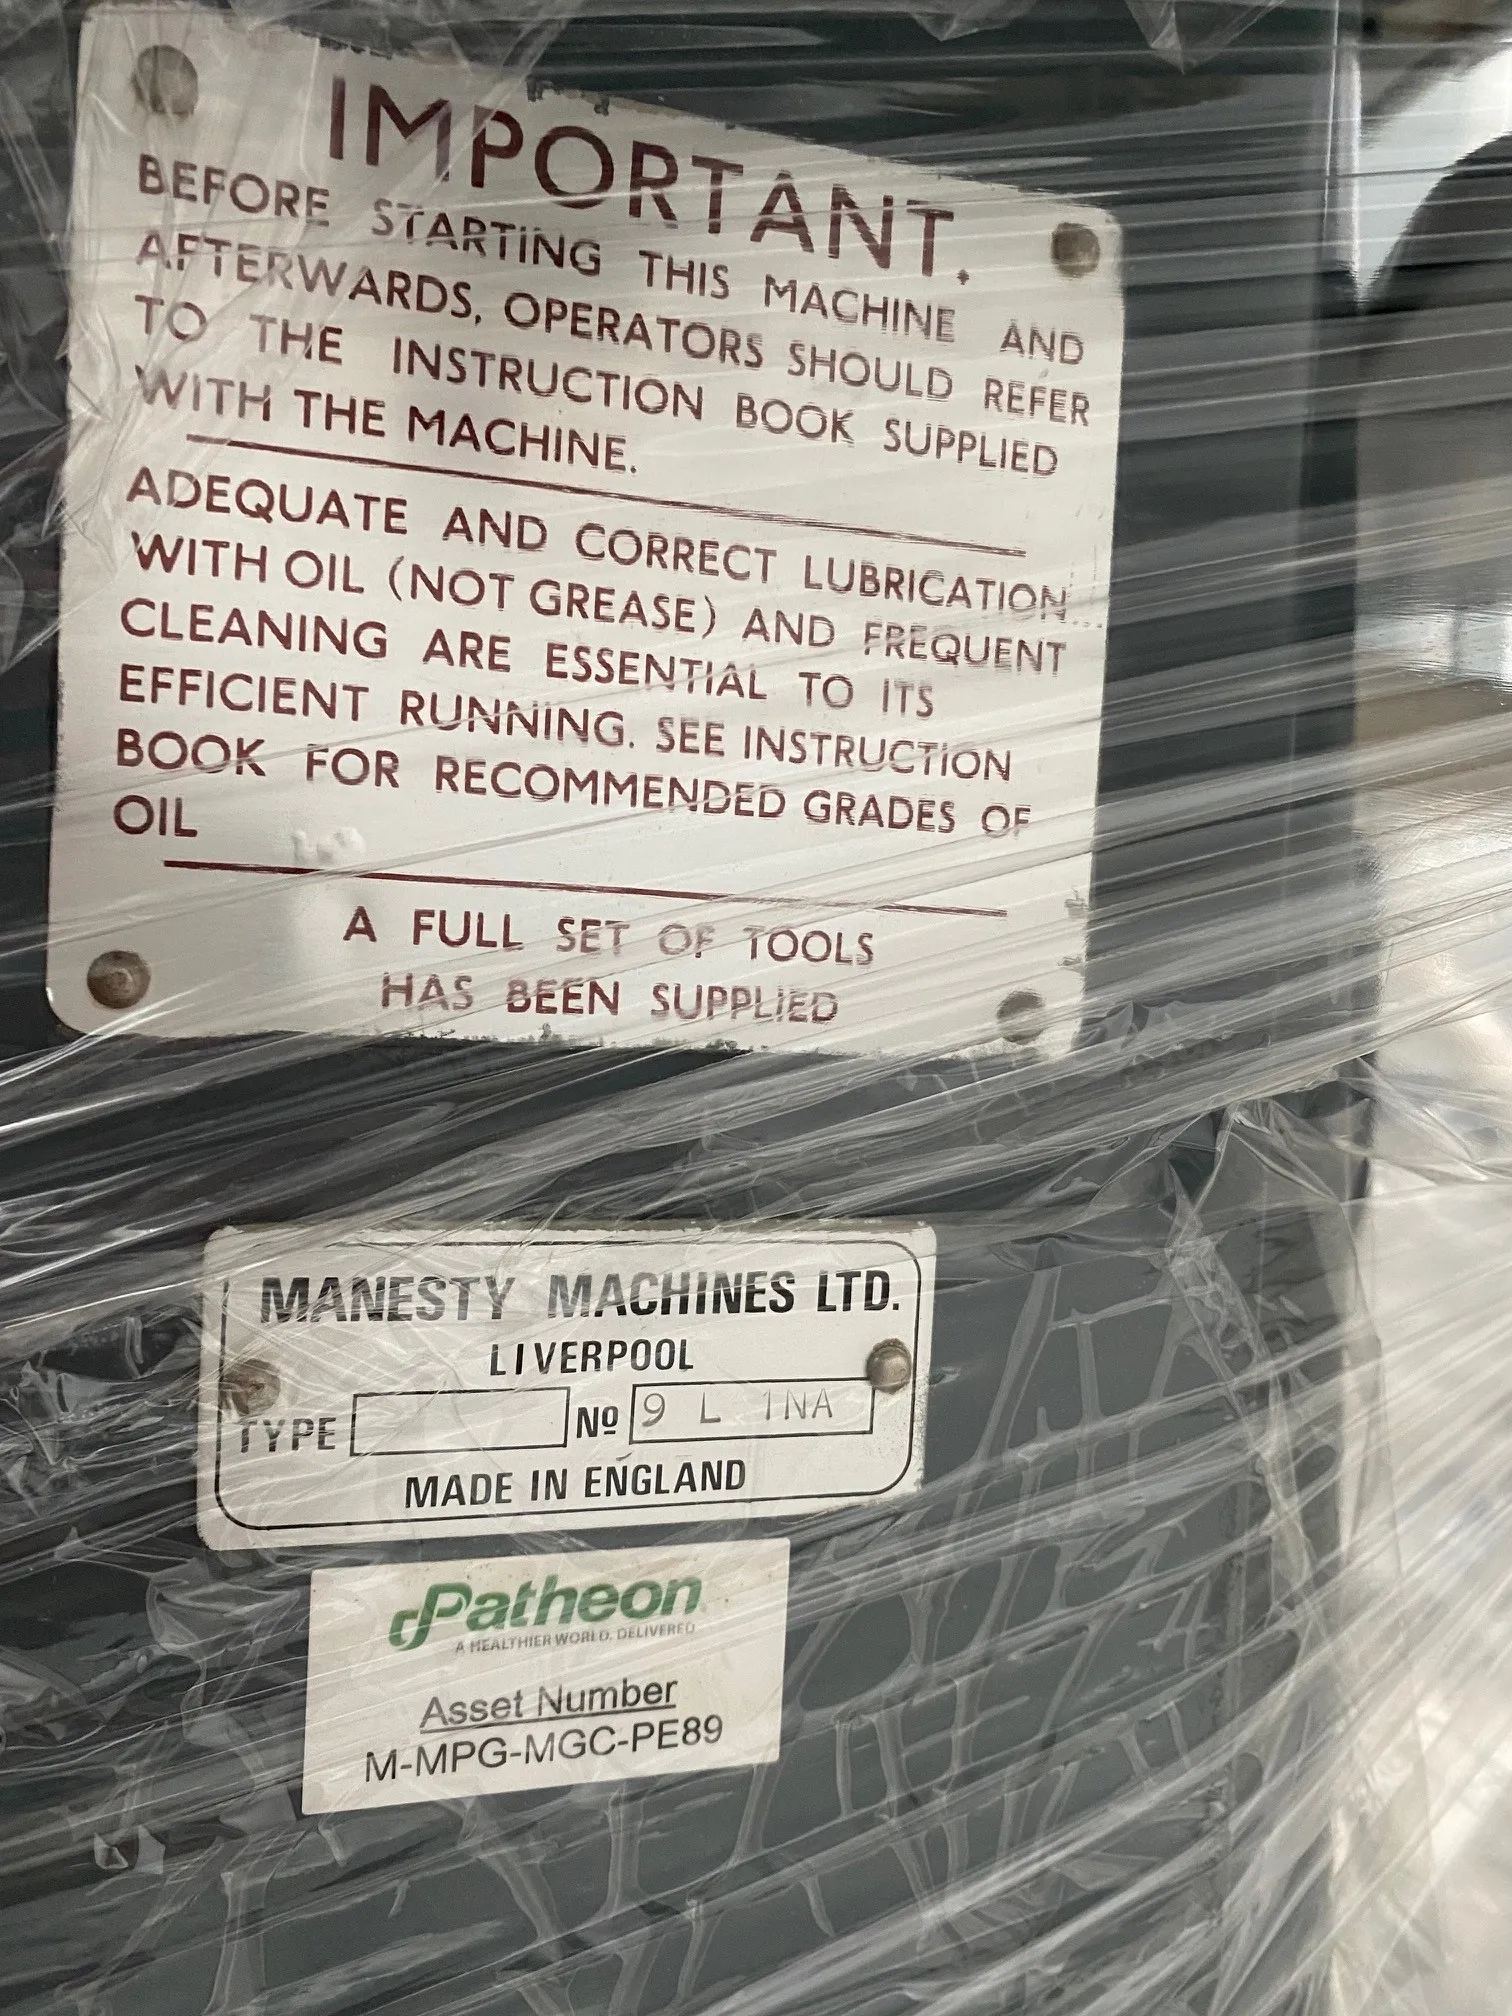 IMPORTANT.
BEFORE STARTING THIS MACHINE AND
AFTERWARDS, OPERATORS SHOULD REFER
TO THE INSTRUCTION BOOK SUPPLIED
WITH THE MACHINE.
ADEQUATE AND CORRECT LUBRICATION
WITH OIL (NOT GREASE) AND FREQUENT
CLEANING ARE ESSENTIAL TO ITS
EFFICIENT RUNNING. SEE INSTRUCTION
BOOK FOR RECOMMENDED GRADES OF
OIL
A FULL SET OF TOOLS
HAS BEEN SUPPLIED
MANESTY MACHINES LTD.
LIVERPOOL
TYPE Nº 9 L 1NA
MADE IN ENGLAND
Patheon
A HEALTHIER WORLD. DELIVERED
Asset Number
M-MPG-MGC-PE89